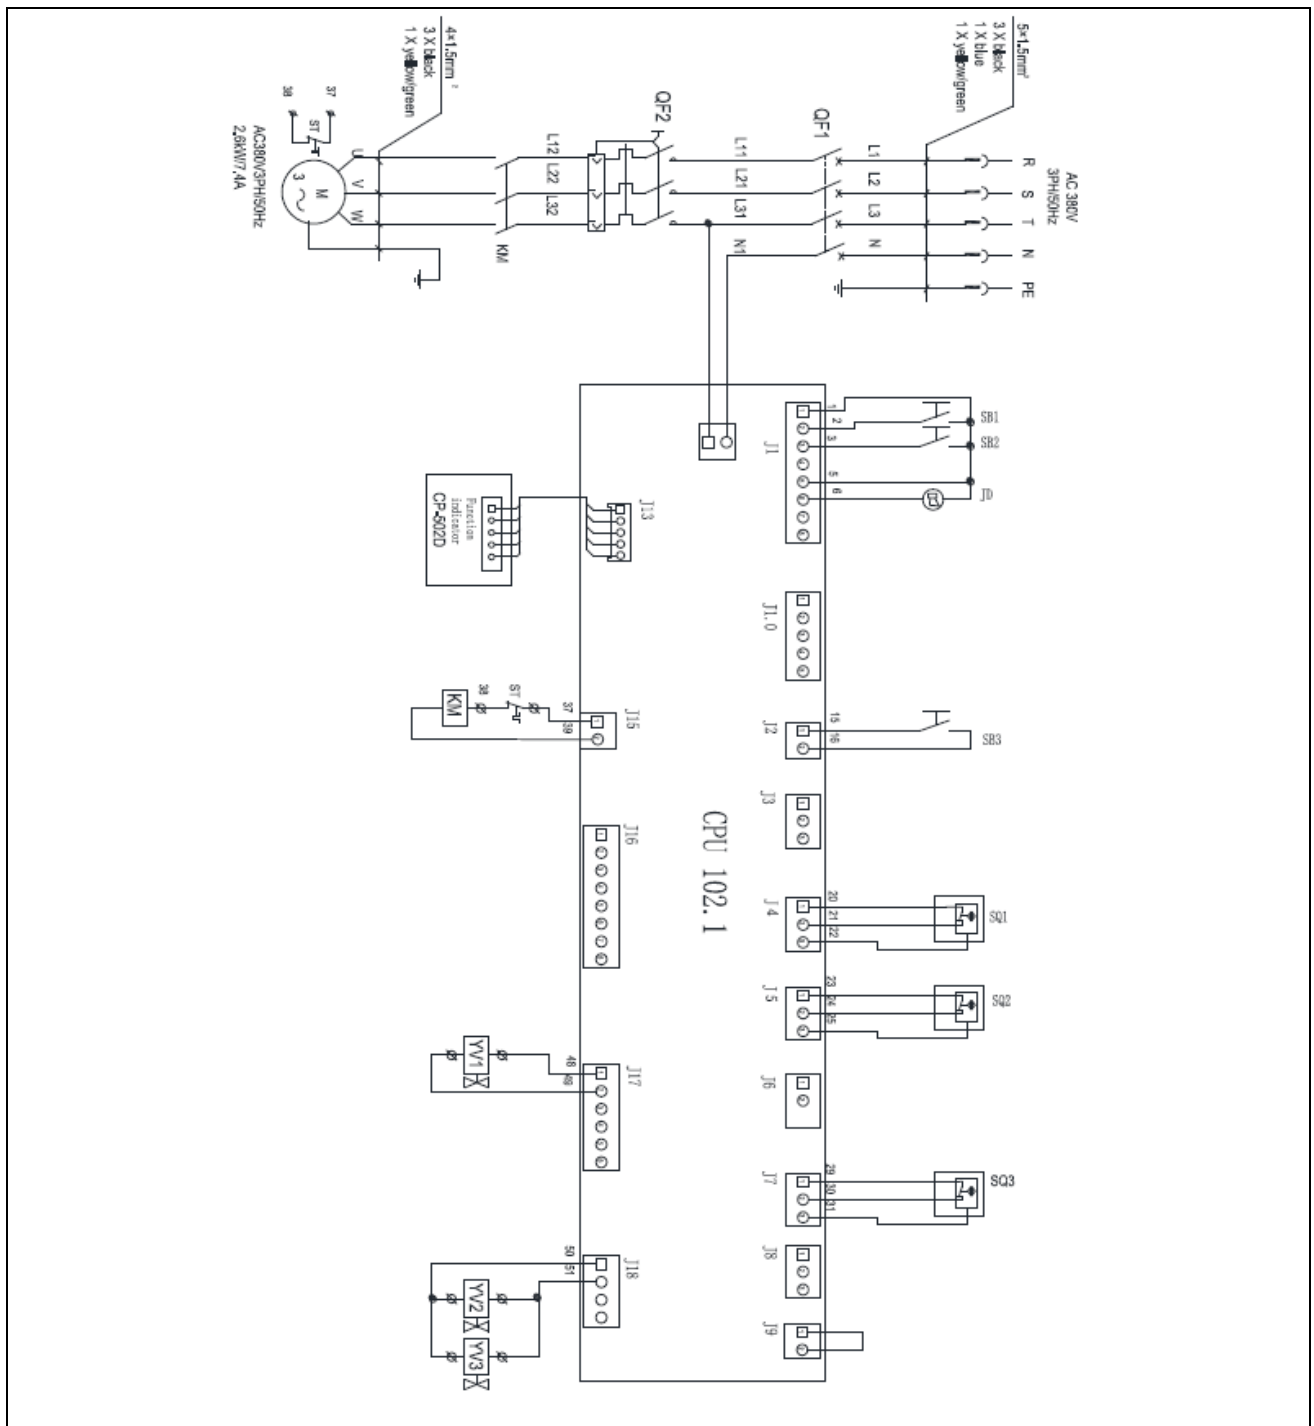 AC 380V
3PH/50Hz
R
S
T
N
PE
5×1.5mm²
3 X black
1 X blue
1 X yellow/green
L1
L2
L3
N
QF1
L11
L21
L31
N1
QF2
L12
L22
L32
KM
4×1.5mm²
3 X black
1 X yellow/green
U
V
W
M
3
ST
37
38
AC380V3PH/50Hz
2,6kW/7.4A
CPU 102.1
J1
1
2
3
5
6
SB1
SB2
JD
J1.0
J2
15
16
SB3
J3
J4
20
21
22
SQ1
J5
23
24
25
SQ2
J6
J7
29
30
31
SQ3
J8
J9
J13
Function
indicator
CP-502D
J15
37
39
ST
38
KM
J16
J17
48
49
YV1
J18
50
51
YV2
YV3